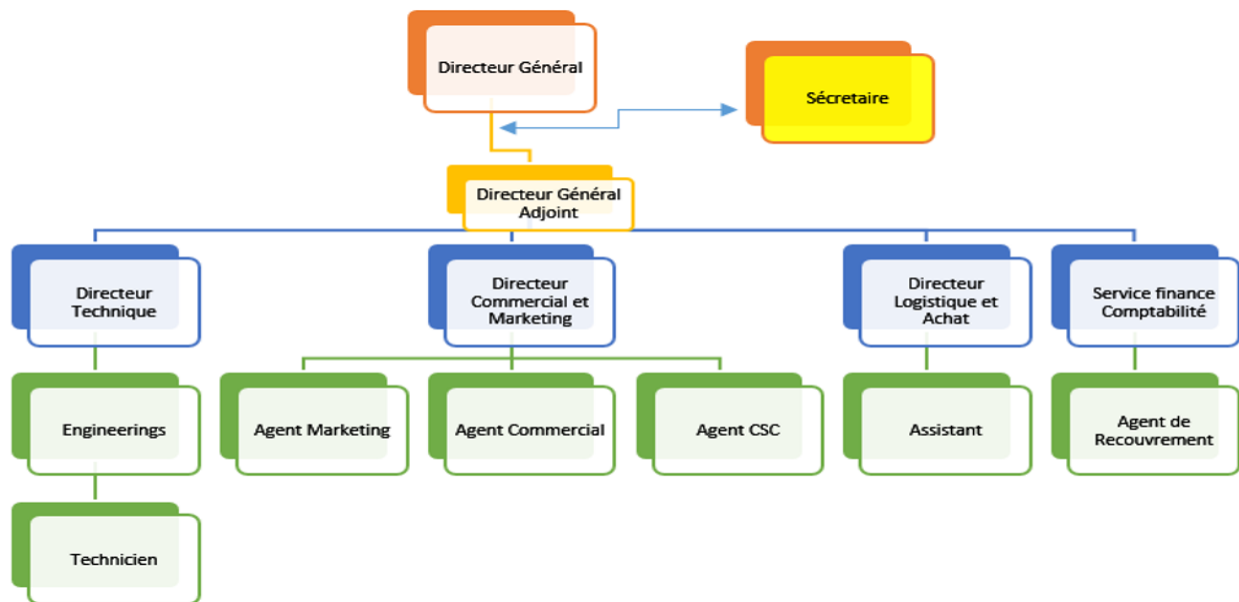 Directeur Général
Sécretaire
Directeur Général
Adjoint
Directeur
Technique
Directeur
Commercial et
Marketing
Directeur
Logistique et
Achat
Service finance
Comptabilité
Engineerings
Agent Marketing
Agent Commercial
Agent CSC
Assistant
Agent de
Recouvrement
Technicien